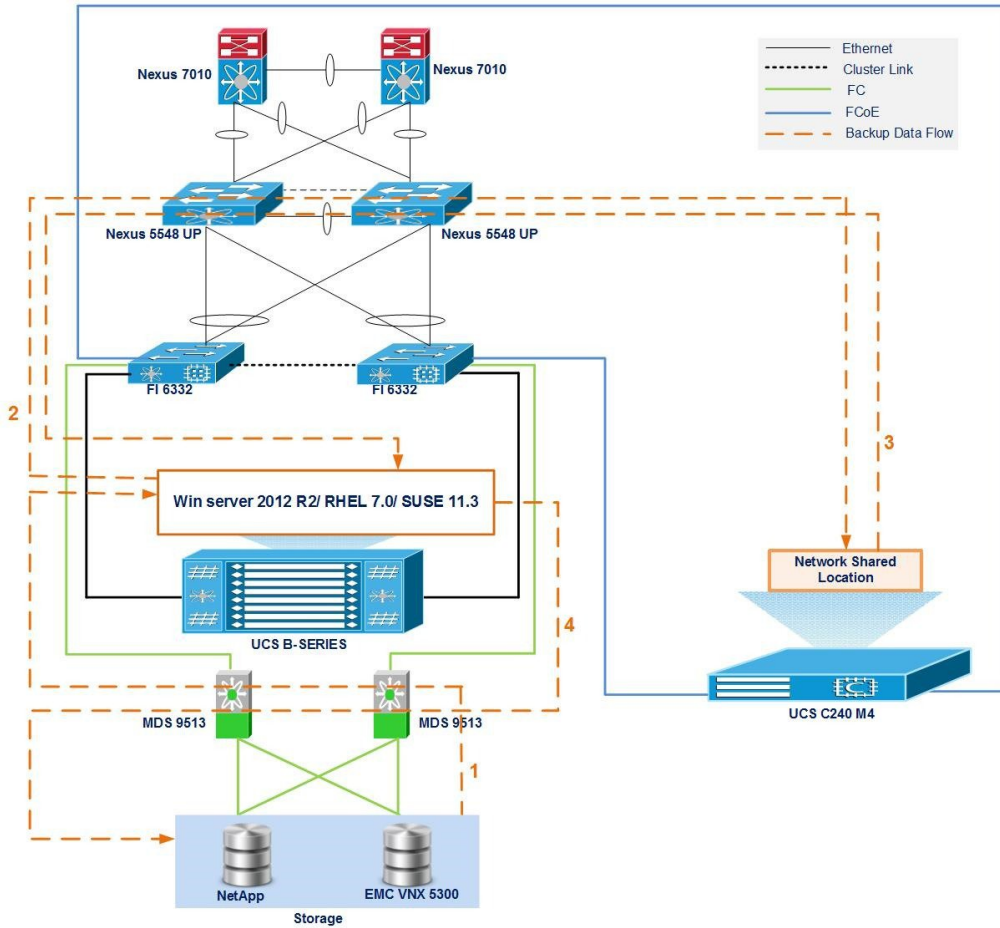 Nexus 7010
Nexus 7010
Ethernet
Cluster Link
FC
FCoE
Backup Data Flow
Nexus 5548 UP
Nexus 5548 UP
FI 6332
FI 6332
2
3
Win server 2012 R2/ RHEL 7.0/ SUSE 11.3
Network Shared
Location
4
UCS B-SERIES
MDS 9513
MDS 9513
UCS C240 M4
1
NetApp
EMC VNX 5300
Storage